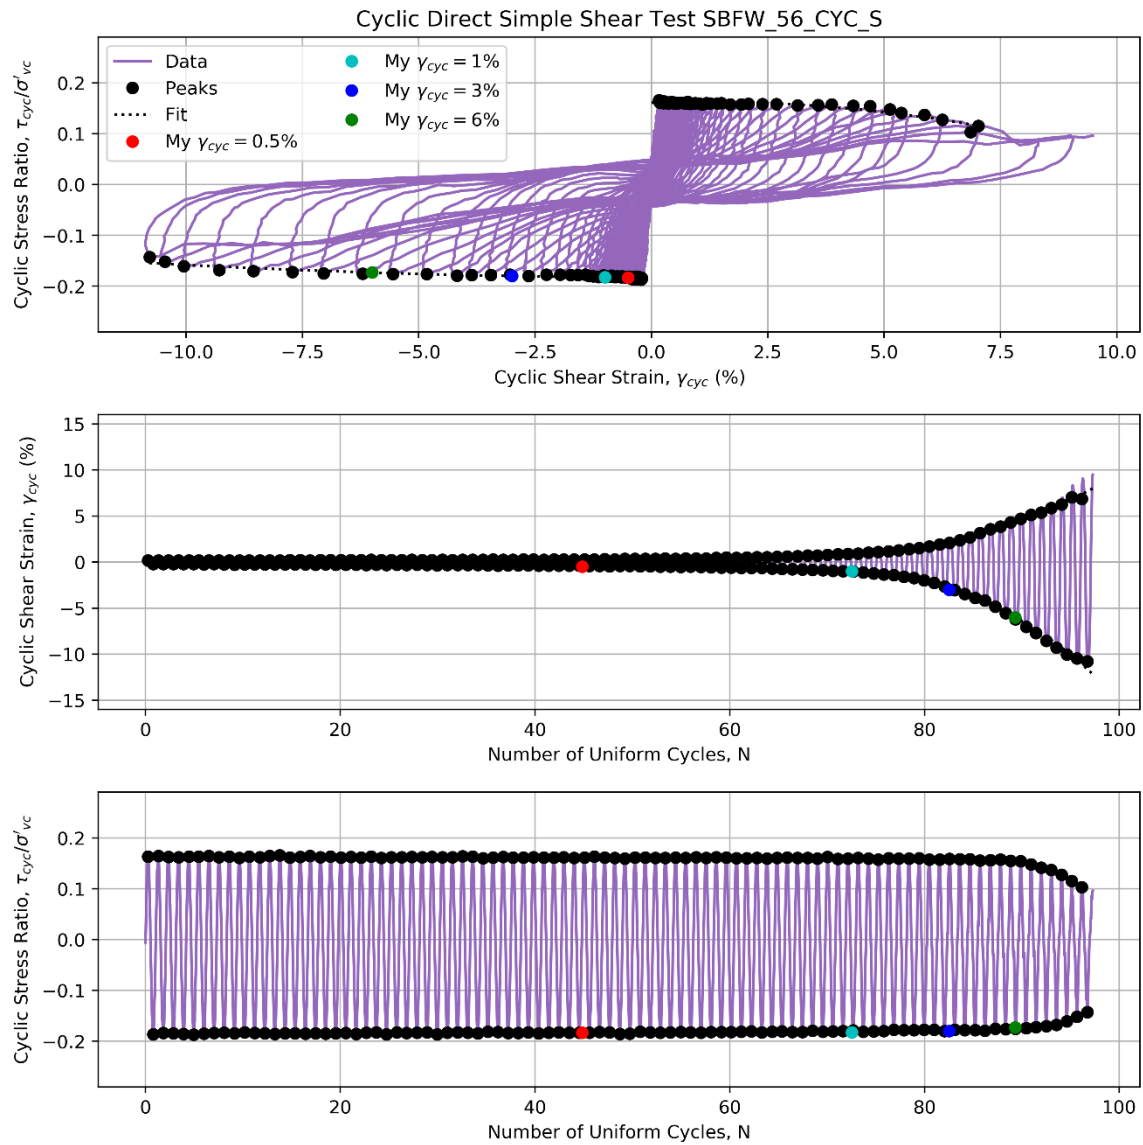 Cyclic Direct Simple Shear Test SBFW_56_CYC_S
Cyclic Stress Ratio, τcyc/σ′vc
0.2
0.1
0.0
−0.1
−0.2
Data
Peaks
Fit
My γcyc = 0.5%
My γcyc = 1%
My γcyc = 3%
My γcyc = 6%
−10.0 −7.5 −5.0 −2.5 0.0 2.5 5.0 7.5 10.0
Cyclic Shear Strain, γcyc (%)
Cyclic Shear Strain, γcyc (%)
15
10
5
0
−5
−10
−15
0 20 40 60 80 100
Number of Uniform Cycles, N
Cyclic Stress Ratio, τcyc/σ′vc
0.2
0.1
0.0
−0.1
−0.2
0 20 40 60 80 100
Number of Uniform Cycles, N